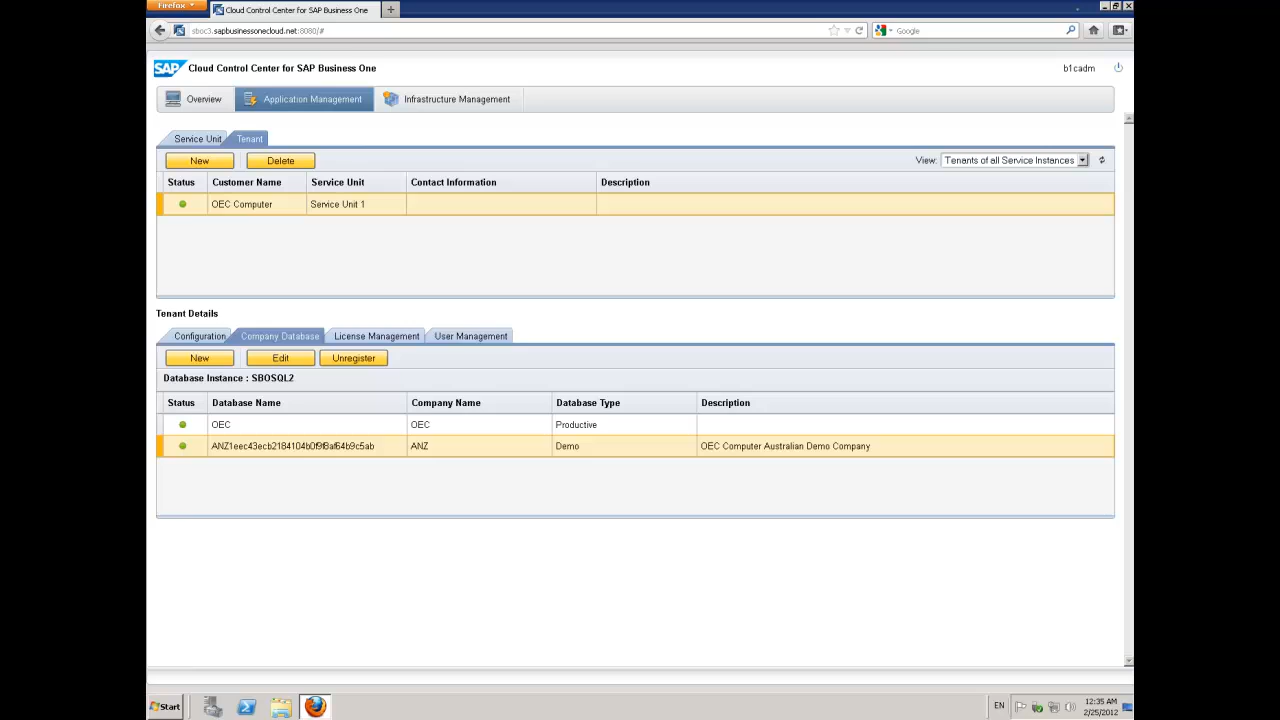 Firefox
Cloud Control Center for SAP Business One
sboc3.sapbusinessonecloud.net:8080/#
Google
SAP Cloud Control Center for SAP Business One
b1cadm
Overview Application Management Infrastructure Management
Service Unit Tenant
New Delete View: Tenants of all Service Instances
Status Customer Name Service Unit Contact Information Description
OEC Computer Service Unit 1
Tenant Details
Configuration Company Database License Management User Management
New Edit Unregister
Database Instance : SBOSQL2
Status Database Name Company Name Database Type Description
OEC OEC Productive
ANZ Demo OEC Computer Australian Demo Company
Start EN 12:35 AM
2/25/2012